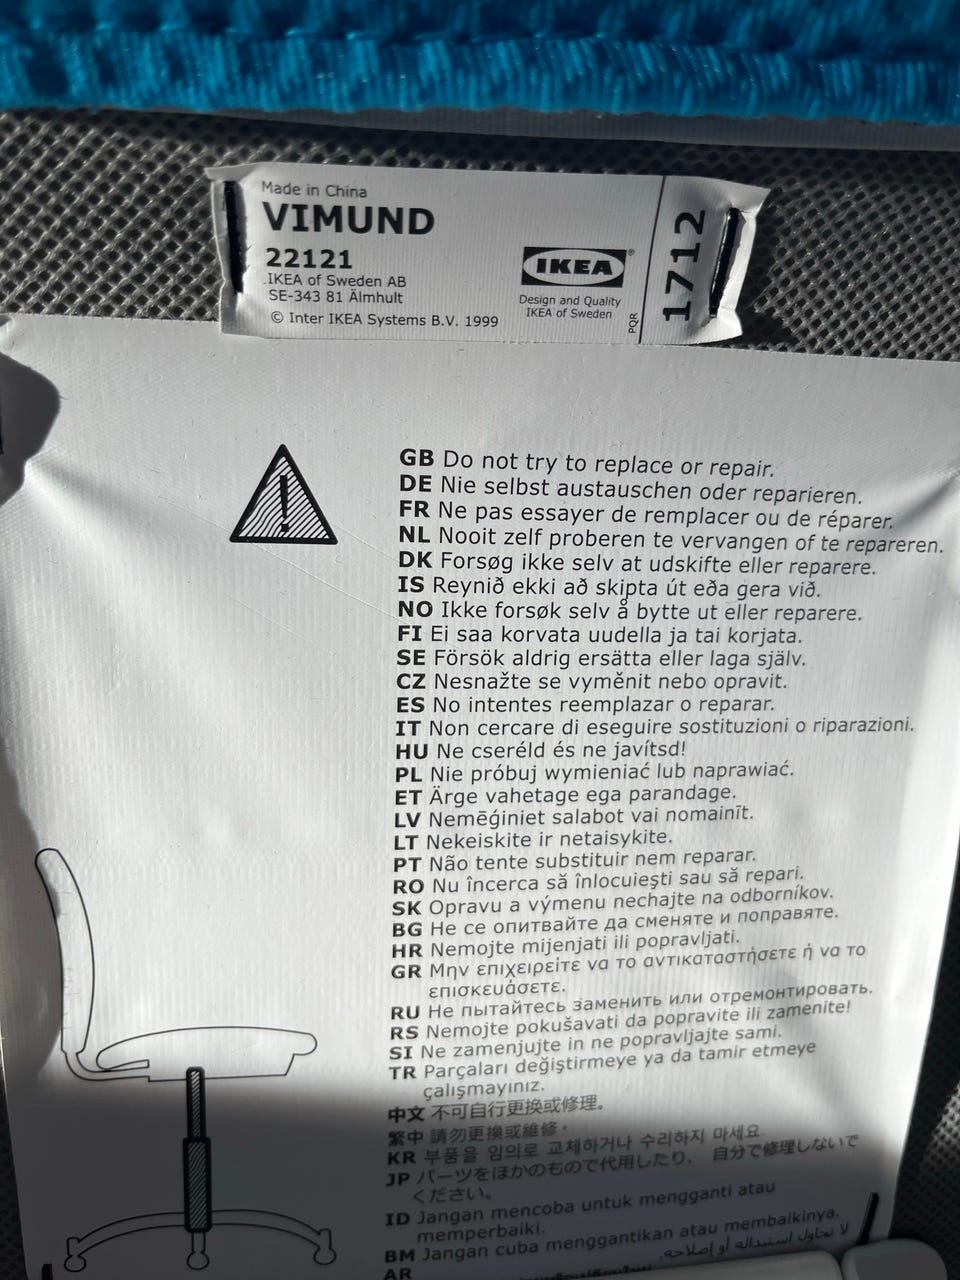 Made in China
VIMUND
22121
IKEA of Sweden AB
SE-343 81 Älmhult
© Inter IKEA Systems B.V. 1999
IKEA®
Design and Quality
IKEA of Sweden
PQR
1712
GB Do not try to replace or repair.
DE Nie selbst austauschen oder reparieren.
FR Ne pas essayer de remplacer ou de réparer.
NL Nooit zelf proberen te vervangen of te repareren.
DK Forsøg ikke selv at udskifte eller reparere.
IS Reynið ekki að skipta út eða gera við.
NO Ikke forsøk selv å bytte ut eller reparere.
FI Ei saa korvata uudella ja tai korjata.
SE Försök aldrig ersätta eller laga själv.
CZ Nesnažte se vyměnit nebo opravit.
ES No intentes reemplazar o reparar.
IT Non cercare di eseguire sostituzioni o riparazioni.
HU Ne cseréld és ne javítsd!
PL Nie próbuj wymieniać lub naprawiać.
ET Ärge vahetage ega parandage.
LV Nemēģiniet salabot vai nomainīt.
LT Nekeiskite ir netaisykite.
PT Não tente substituir nem reparar.
RO Nu încerca să înlocuieşti sau să repari.
SK Opravu a výmenu nechajte na odborníkov.
BG Не се опитвайте да сменяте и поправяте.
HR Nemojte mijenjati ili popravljati.
GR Μην επιχειρείτε να το αντικαταστήσετε ή να το
επισκευάσετε.
RU Не пытайтесь заменить или отремонтировать.
RS Nemojte pokušavati da popravite ili zamenite!
SI Ne zamenjujte in ne popravljajte sami.
TR Parçaları değiştirmeye ya da tamir etmeye
çalışmayınız.
中文 不可自行更换或修理。
繁中 請勿更換或維修。
KR 부품을 임의로 교체하거나 수리하지 마세요.
JP パーツをほかのもので代用したり、 自分で修理しないで
ください。
ID Jangan mencoba untuk mengganti atau
memperbaiki.
BM Jangan cuba menggantikan atau membaikinya.
AR لا تحاول استبداله أو إصلاحه.